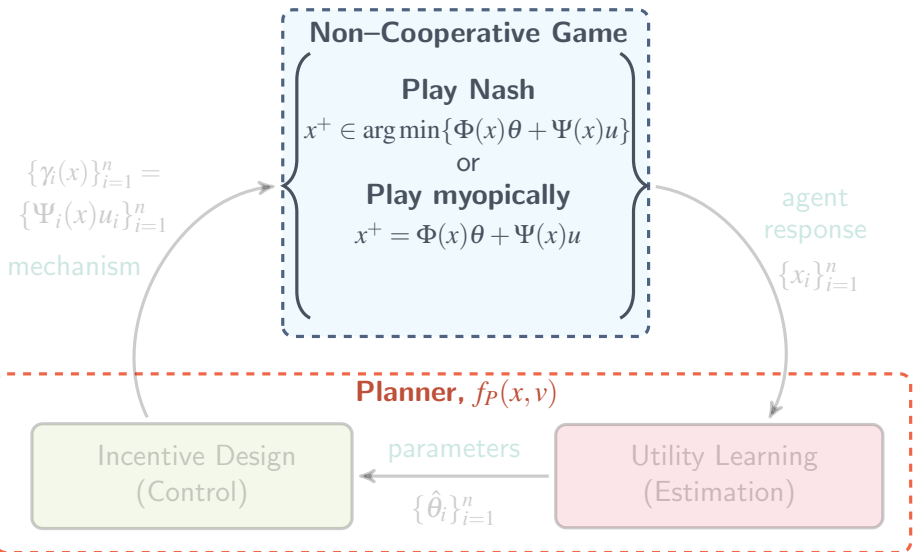 Non–Cooperative Game
Play Nash
x⁺ ∈ arg min{Φ(x)θ + Ψ(x)u}
or
Play myopically
x⁺ = Φ(x)θ + Ψ(x)u
{γᵢ(x)}ⁿᵢ₌₁ =
{Ψᵢ(x)uᵢ}ⁿᵢ₌₁
mechanism
agent
response
{xᵢ}ⁿᵢ₌₁
Planner, f_P(x, v)
Incentive Design
(Control)
parameters
{θ̂ᵢ}ⁿᵢ₌₁
Utility Learning
(Estimation)